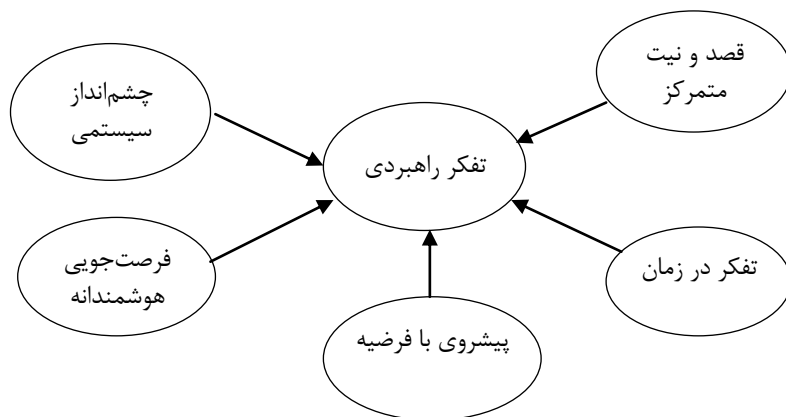 قصد و نیت
متمرکز
چشم‌انداز
سیستمی
تفکر راهبردی
تفکر در زمان
فرصت‌جویی
هوشمندانه
پیشروی با فرضیه